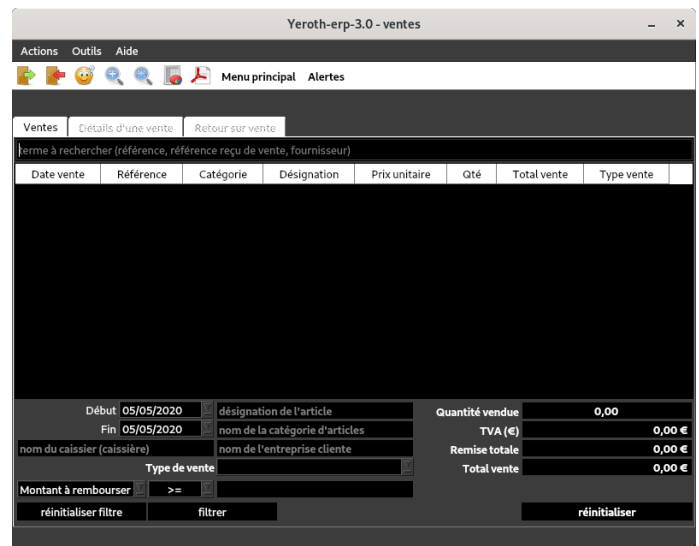 Yeroth-erp-3.0 - ventes
Actions Outils Aide
Menu principal Alertes
Ventes Détails d'une vente Retour sur vente
terme à rechercher (référence, référence reçu de vente, fournisseur)
Date vente Référence Catégorie Désignation Prix unitaire Qté Total vente Type vente
Début 05/05/2020 désignation de l'article Quantité vendue 0,00
Fin 05/05/2020 nom de la catégorie d'articles TVA (€) 0,00 €
nom du caissier (caissière) nom de l'entreprise cliente Remise totale 0,00 €
Type de vente Total vente 0,00 €
Montant à rembourser >=
réinitialiser filtre filtrer réinitialiser